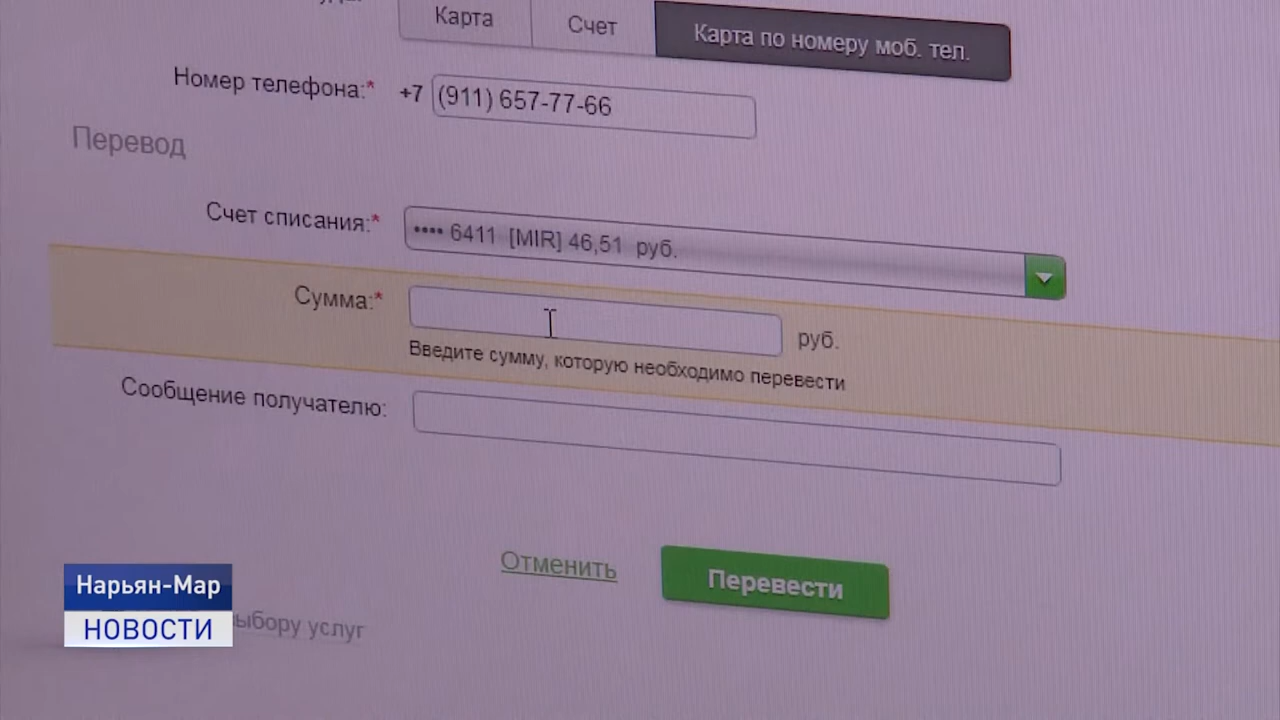 Карта
Счет
Карта по номеру моб. тел.
Номер телефона:* +7 (911) 657-77-66
Перевод
Счет списания:* •••• 6411 [MIR] 46,51 руб.
Сумма:* руб.
Введите сумму, которую необходимо перевести
Сообщение получателю:
Отменить
Перевести
Нарьян-Мар
НОВОСТИ
выбору услуг